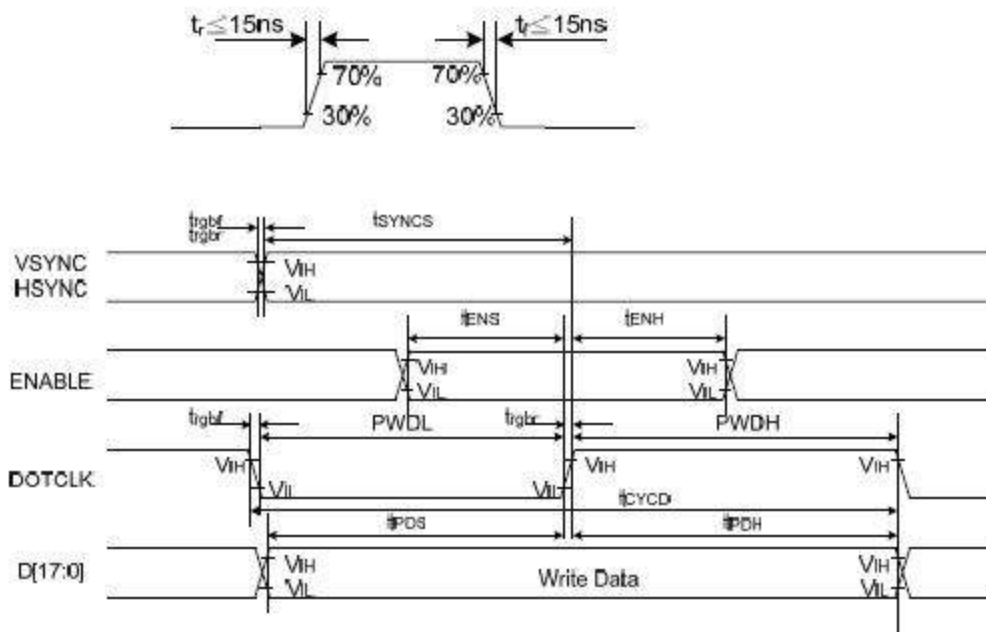 tr≤15ns tf≤15ns
70% 70%
30% 30%
trgbf tSYNCS
trgbr
VSYNC VIH
HSYNC VIL
tENS tENH
ENABLE VIH VIH
VIL VIL
trgbf PWDL trgbr PWDH
DOTCLK VIH VIH VIH
VIL VIL
tCYCD
tPDS tPDH
D[17:0] VIH Write Data VIH
VIL VIL